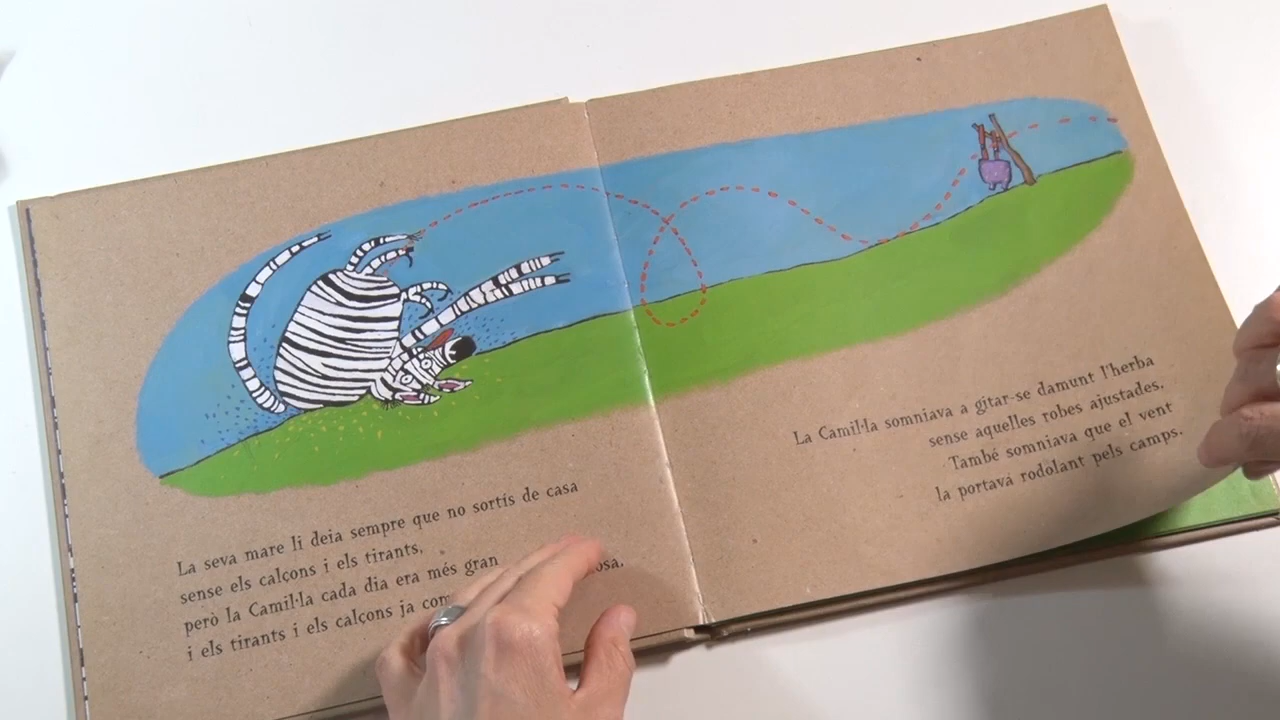 La seva mare li deia sempre que no sortís de casa
sense els calçons i els tirants,
però la Camil·la cada dia era més gran
i els tirants i els calçons ja
La Camil·la somniava a gitar-se damunt l'herba
sense aquelles robes ajustades.
També somniava que el vent
la portava rodolant pels camps.